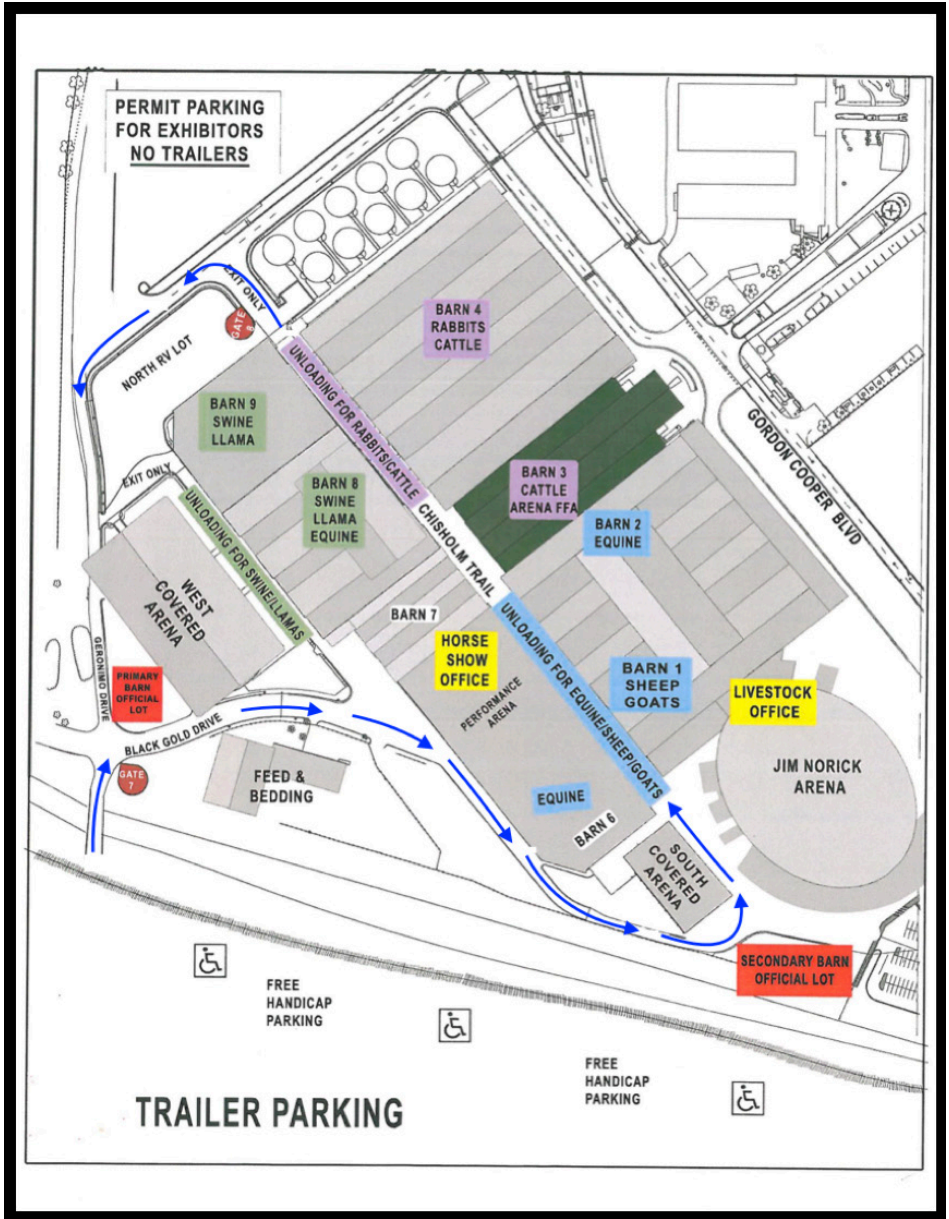 PERMIT PARKING
FOR EXHIBITORS
NO TRAILERS
EXIT ONLY
GATE
8
NORTH RV LOT
BARN 4
RABBITS
CATTLE
UNLOADING FOR RABBITS/CATTLE
BARN 9
SWINE
LLAMA
EXIT ONLY
BARN 8
SWINE
LLAMA
EQUINE
BARN 3
CATTLE
ARENA FFA
GORDON COOPER BLVD
UNLOADING FOR SWINE/LLAMAS
CHISHOLM TRAIL
BARN 2
EQUINE
WEST
COVERED
ARENA
BARN 7
HORSE
SHOW
OFFICE
UNLOADING FOR EQUINE/SHEEP/GOATS
BARN 1
SHEEP
GOATS
GERONIMO DRIVE
PRIMARY
BARN
OFFICIAL
LOT
PERFORMANCE
ARENA
LIVESTOCK
OFFICE
BLACK GOLD DRIVE
GATE
7
FEED &
BEDDING
JIM NORICK
ARENA
EQUINE
BARN 6
SOUTH
COVERED
ARENA
SECONDARY BARN
OFFICIAL LOT
FREE
HANDICAP
PARKING
FREE
HANDICAP
PARKING
TRAILER PARKING